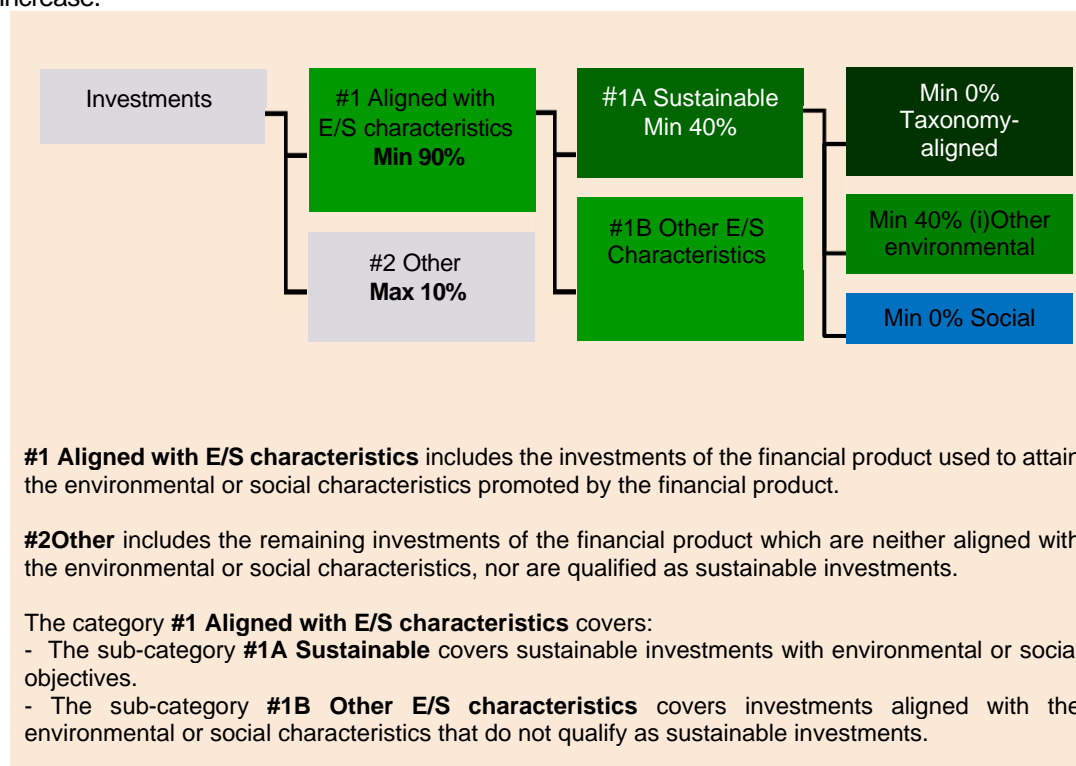 increase.
Investments
#1 Aligned with
E/S characteristics
Min 90%
#2 Other
Max 10%
#1A Sustainable
Min 40%
#1B Other E/S
Characteristics
Min 0%
Taxonomy-
aligned
Min 40% (i)Other
environmental
Min 0% Social
#1 Aligned with E/S characteristics includes the investments of the financial product used to attain
the environmental or social characteristics promoted by the financial product.
#2Other includes the remaining investments of the financial product which are neither aligned with
the environmental or social characteristics, nor are qualified as sustainable investments.
The category #1 Aligned with E/S characteristics covers:
- The sub-category #1A Sustainable covers sustainable investments with environmental or social
objectives.
- The sub-category #1B Other E/S characteristics covers investments aligned with the
environmental or social characteristics that do not qualify as sustainable investments.